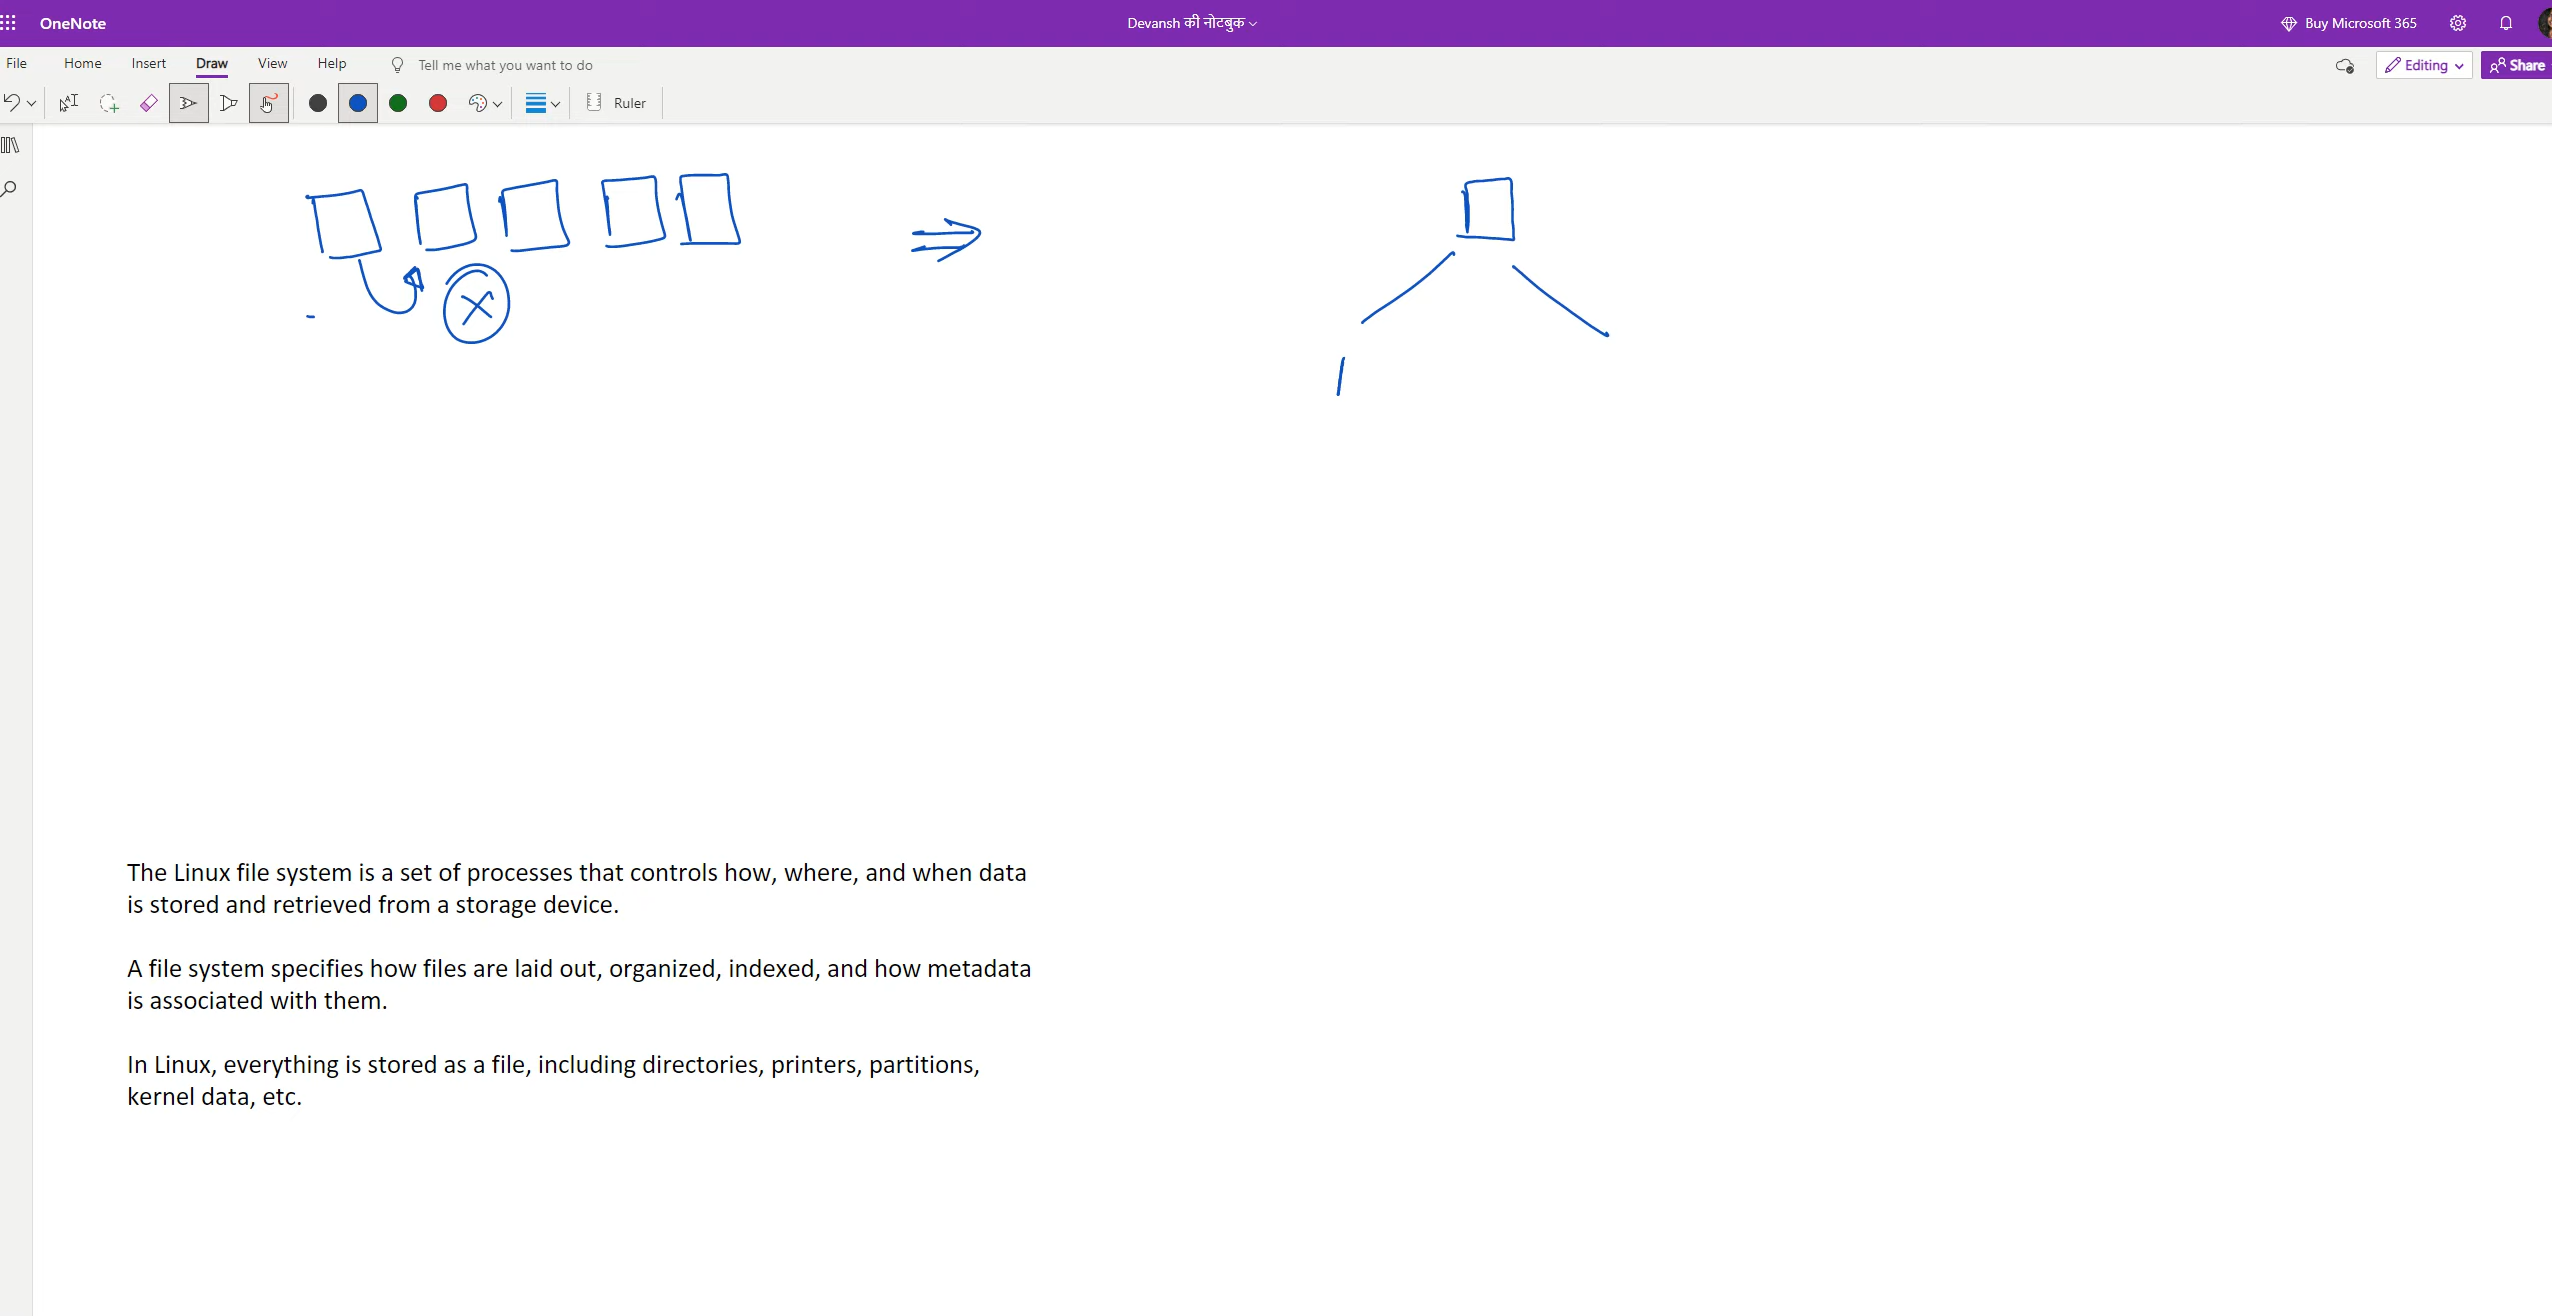 OneNote
Devansh की नोटबुक
Buy Microsoft 365
File Home Insert Draw View Help Tell me what you want to do
Editing Share
Ruler
X
The Linux file system is a set of processes that controls how, where, and when data
is stored and retrieved from a storage device.
A file system specifies how files are laid out, organized, indexed, and how metadata
is associated with them.
In Linux, everything is stored as a file, including directories, printers, partitions,
kernel data, etc.